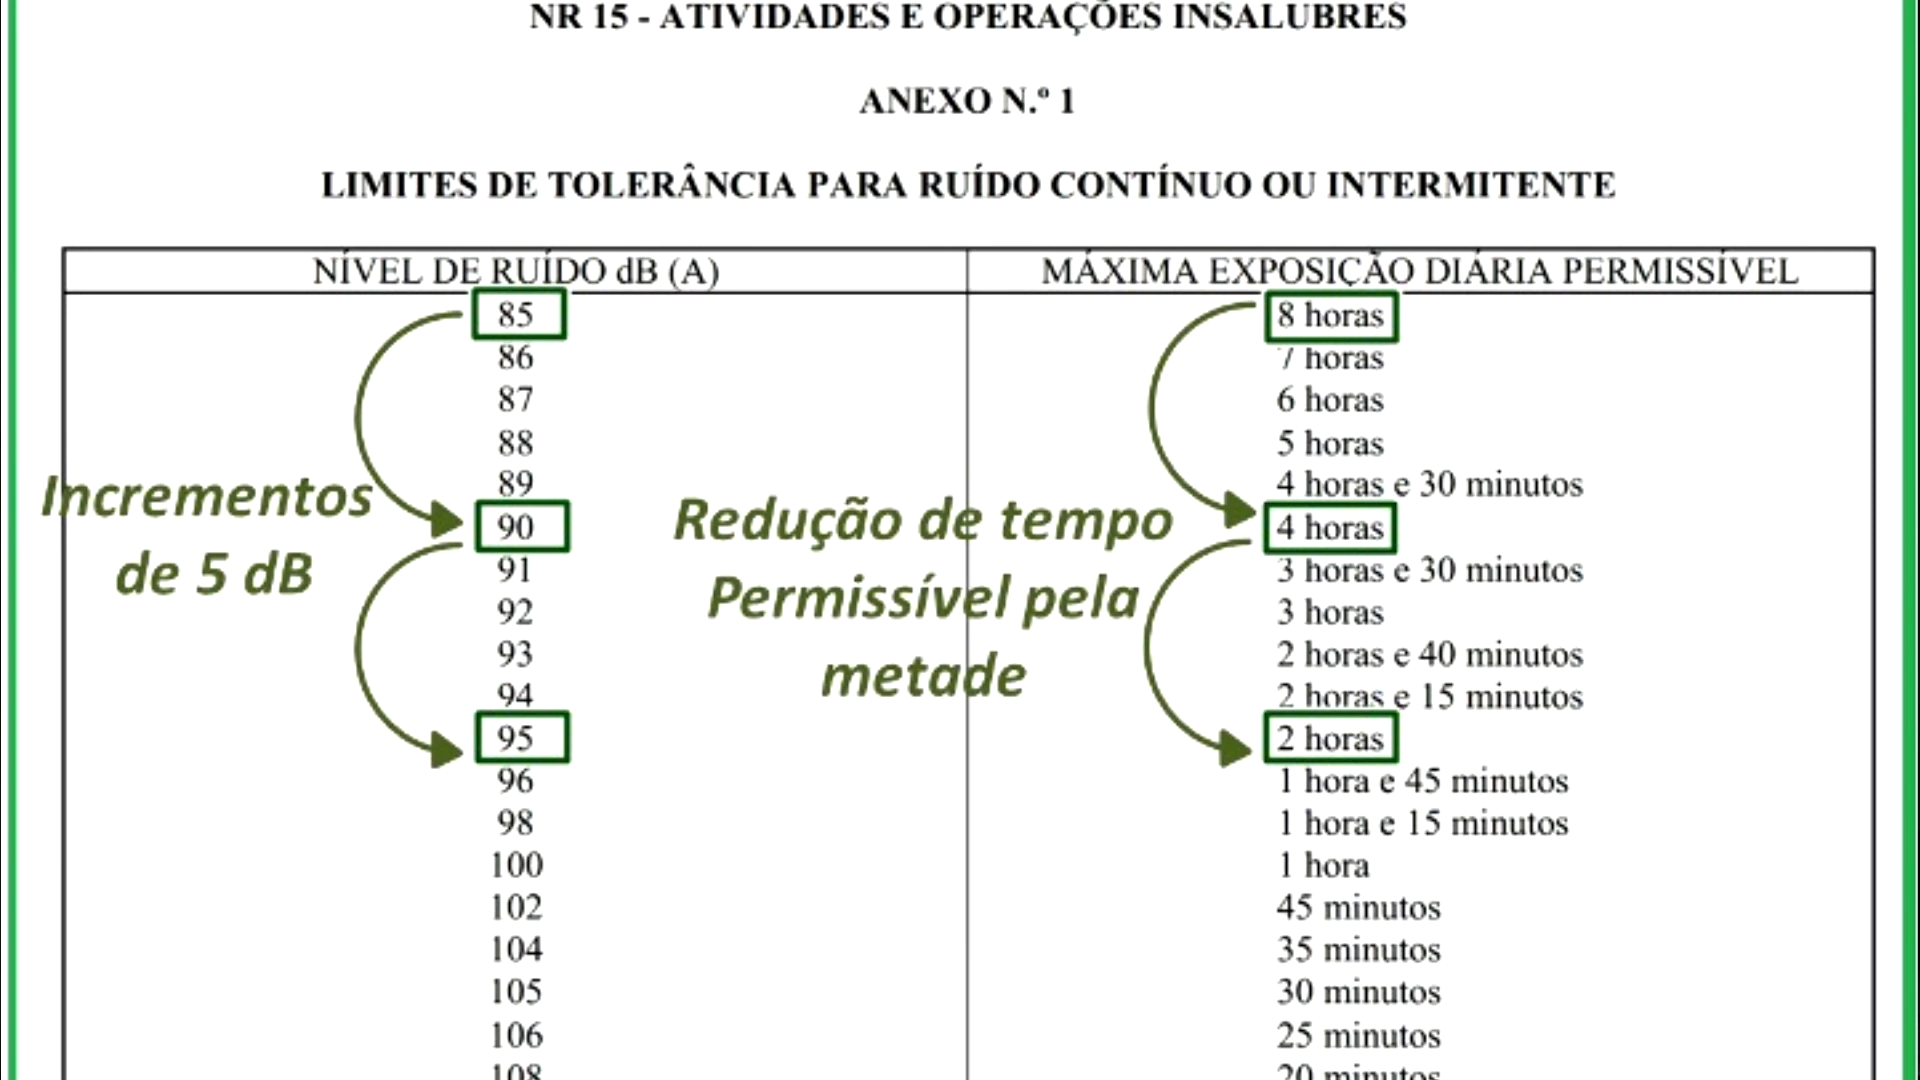 NR 15 - ATIVIDADES E OPERAÇÕES INSALUBRES
ANEXO N.º 1
LIMITES DE TOLERÂNCIA PARA RUÍDO CONTÍNUO OU INTERMITENTE
NÍVEL DE RUÍDO dB (A) MÁXIMA EXPOSIÇÃO DIÁRIA PERMISSÍVEL
85 8 horas
86 7 horas
87 6 horas
88 5 horas
89 4 horas e 30 minutos
90 4 horas
91 3 horas e 30 minutos
92 3 horas
93 2 horas e 40 minutos
94 2 horas e 15 minutos
95 2 horas
96 1 hora e 45 minutos
98 1 hora e 15 minutos
100 1 hora
102 45 minutos
104 35 minutos
105 30 minutos
106 25 minutos
108 20 minutos
Incrementos
de 5 dB
Redução de tempo
Permissível pela
metade